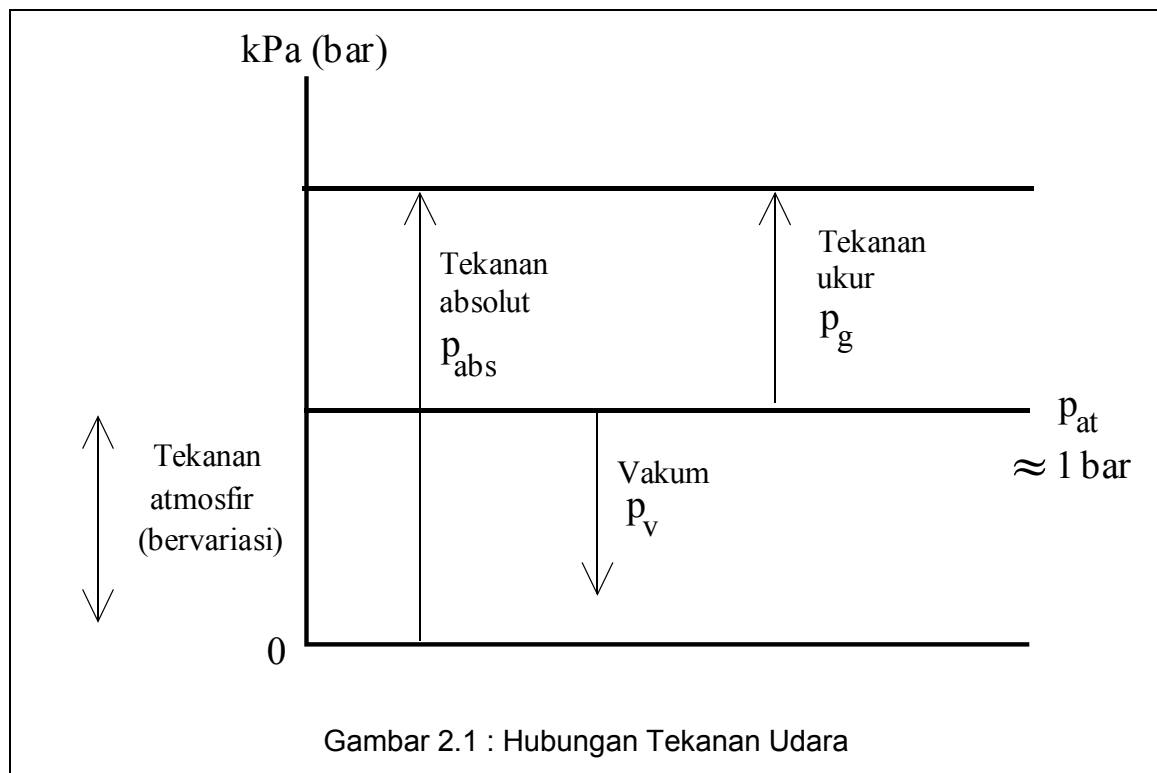 kPa (bar)
Tekanan
absolut
p_abs
Tekanan
ukur
p_g
p_at
≈ 1 bar
Tekanan
atmosfir
(bervariasi)
Vakum
p_v
0
Gambar 2.1 : Hubungan Tekanan Udara